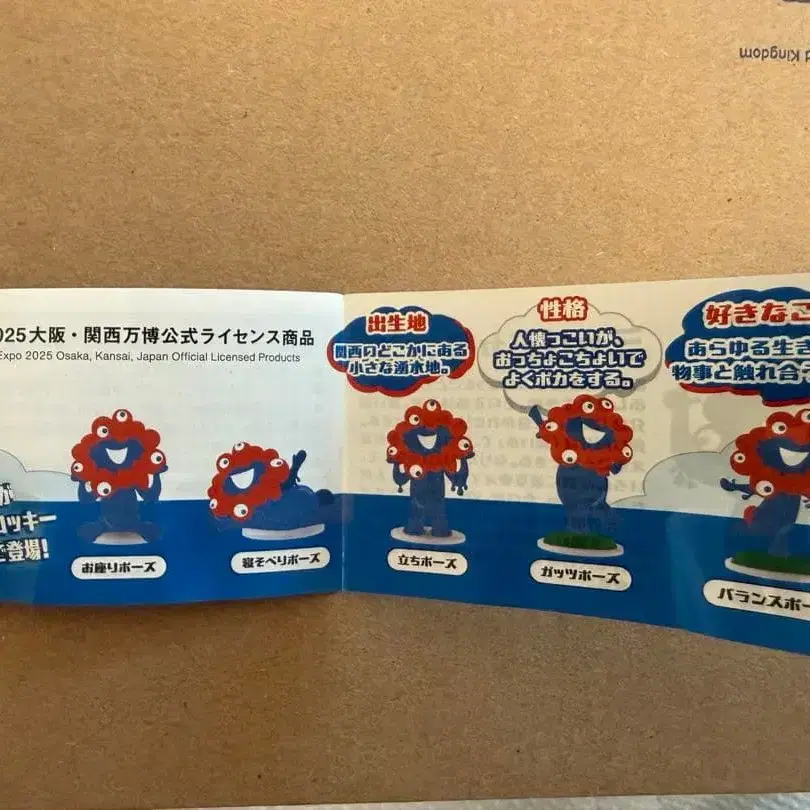 d Kingdom
025大阪・関西万博公式ライセンス商品
Expo 2025 Osaka, Kansai, Japan Official Licensed Products
が
ロッキー
で登場!
お座りポーズ
寝そべりポーズ
出生地
関西のどこかにある
小さな湧水地。
立ちポーズ
性格
人懐っこいが、
おっちょこちょいで
よくポカをする。
ガッツポーズ
好きなこ
あらゆる生き
物事と触れ合
バランスポー